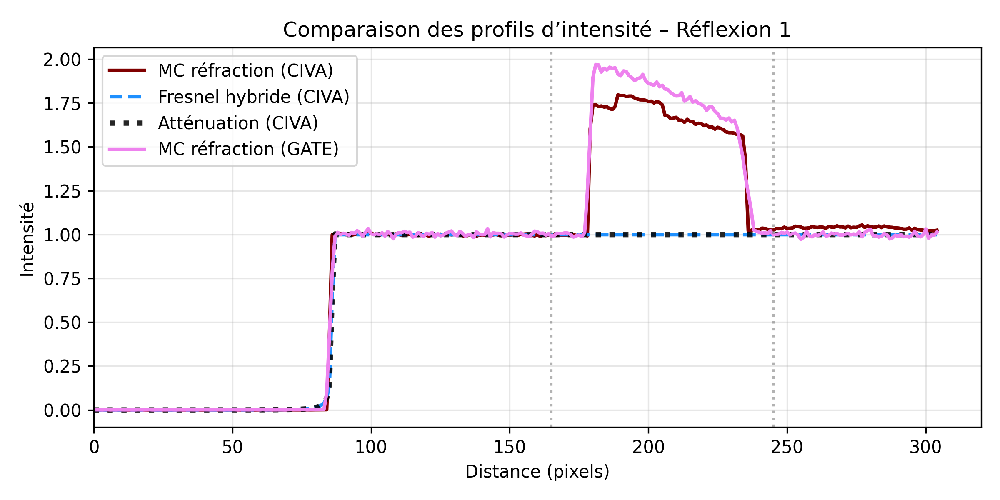 Comparaison des profils d’intensité – Réflexion 1
MC réfraction (CIVA)
Fresnel hybride (CIVA)
Atténuation (CIVA)
MC réfraction (GATE)
Intensité
2.00
1.75
1.50
1.25
1.00
0.75
0.50
0.25
0.00
0 50 100 150 200 250 300
Distance (pixels)